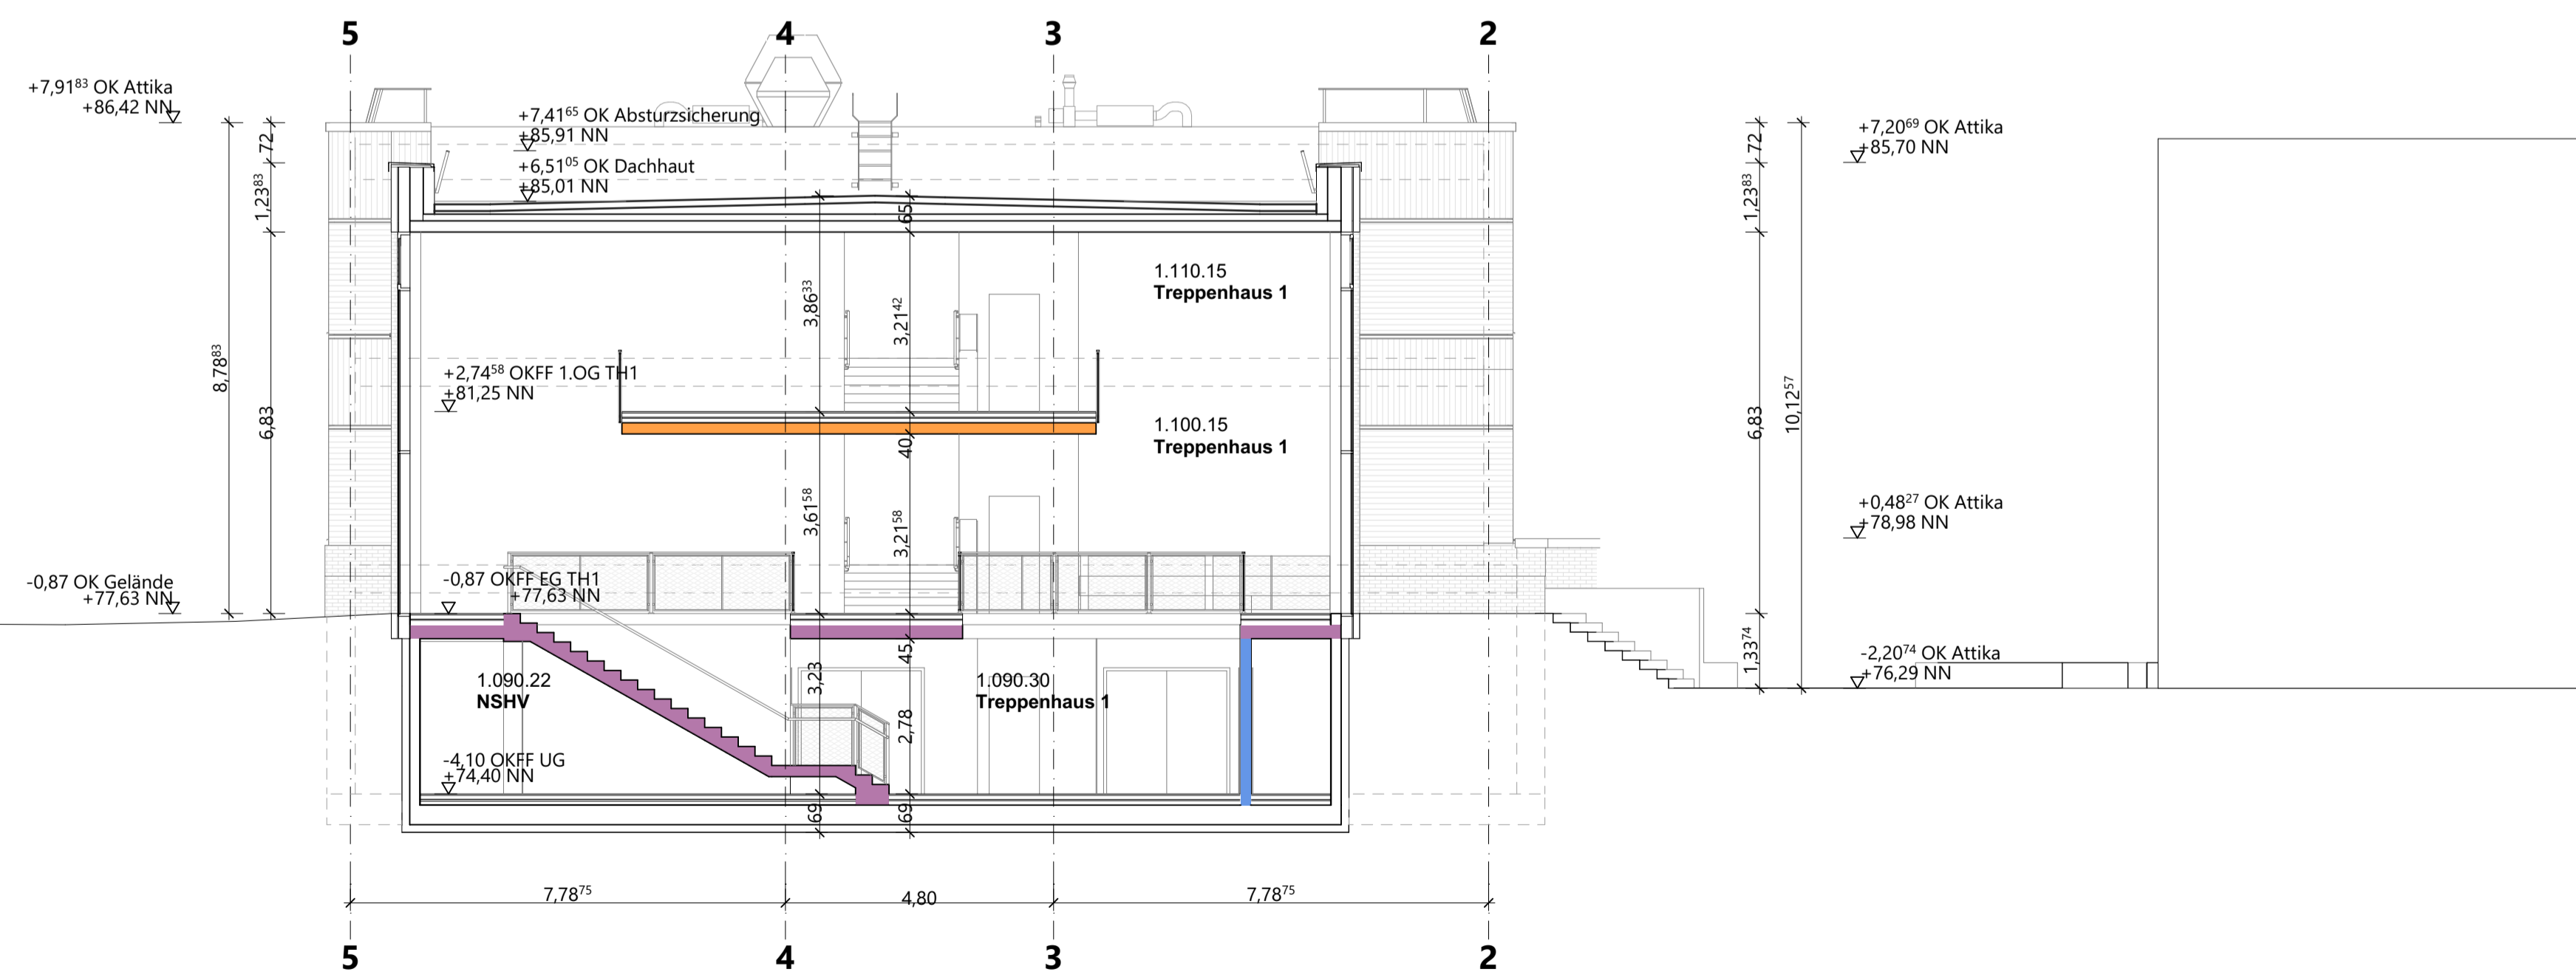 5 4 3 2
+7,91⁸³ OK Attika
+86,42 NN
+7,41⁶⁵ OK Absturzsicherung
+85,91 NN
+6,51⁰⁵ OK Dachhaut
+85,01 NN
+7,20⁶⁹ OK Attika
+85,70 NN
72
1,23⁸³
8,78⁸³
6,83
65
3,86³³
3,21⁴²
1.110.15
Treppenhaus 1
72
1,23⁸³
10,12⁵⁷
6,83
+2,74⁵⁸ OKFF 1.OG TH1
+81,25 NN
40
1.100.15
Treppenhaus 1
3,61⁵⁸
3,21⁵⁸
+0,48²⁷ OK Attika
+78,98 NN
-0,87 OK Gelände
+77,63 NN
-0,87 OKFF EG TH1
+77,63 NN
45
3,23
2,78
1,33⁷⁴
-2,20⁷⁴ OK Attika
+76,29 NN
1.090.22
NSHV
1.090.30
Treppenhaus 1
-4,10 OKFF UG
+74,40 NN
69
69
7,78⁷⁵
4,80
7,78⁷⁵
5 4 3 2